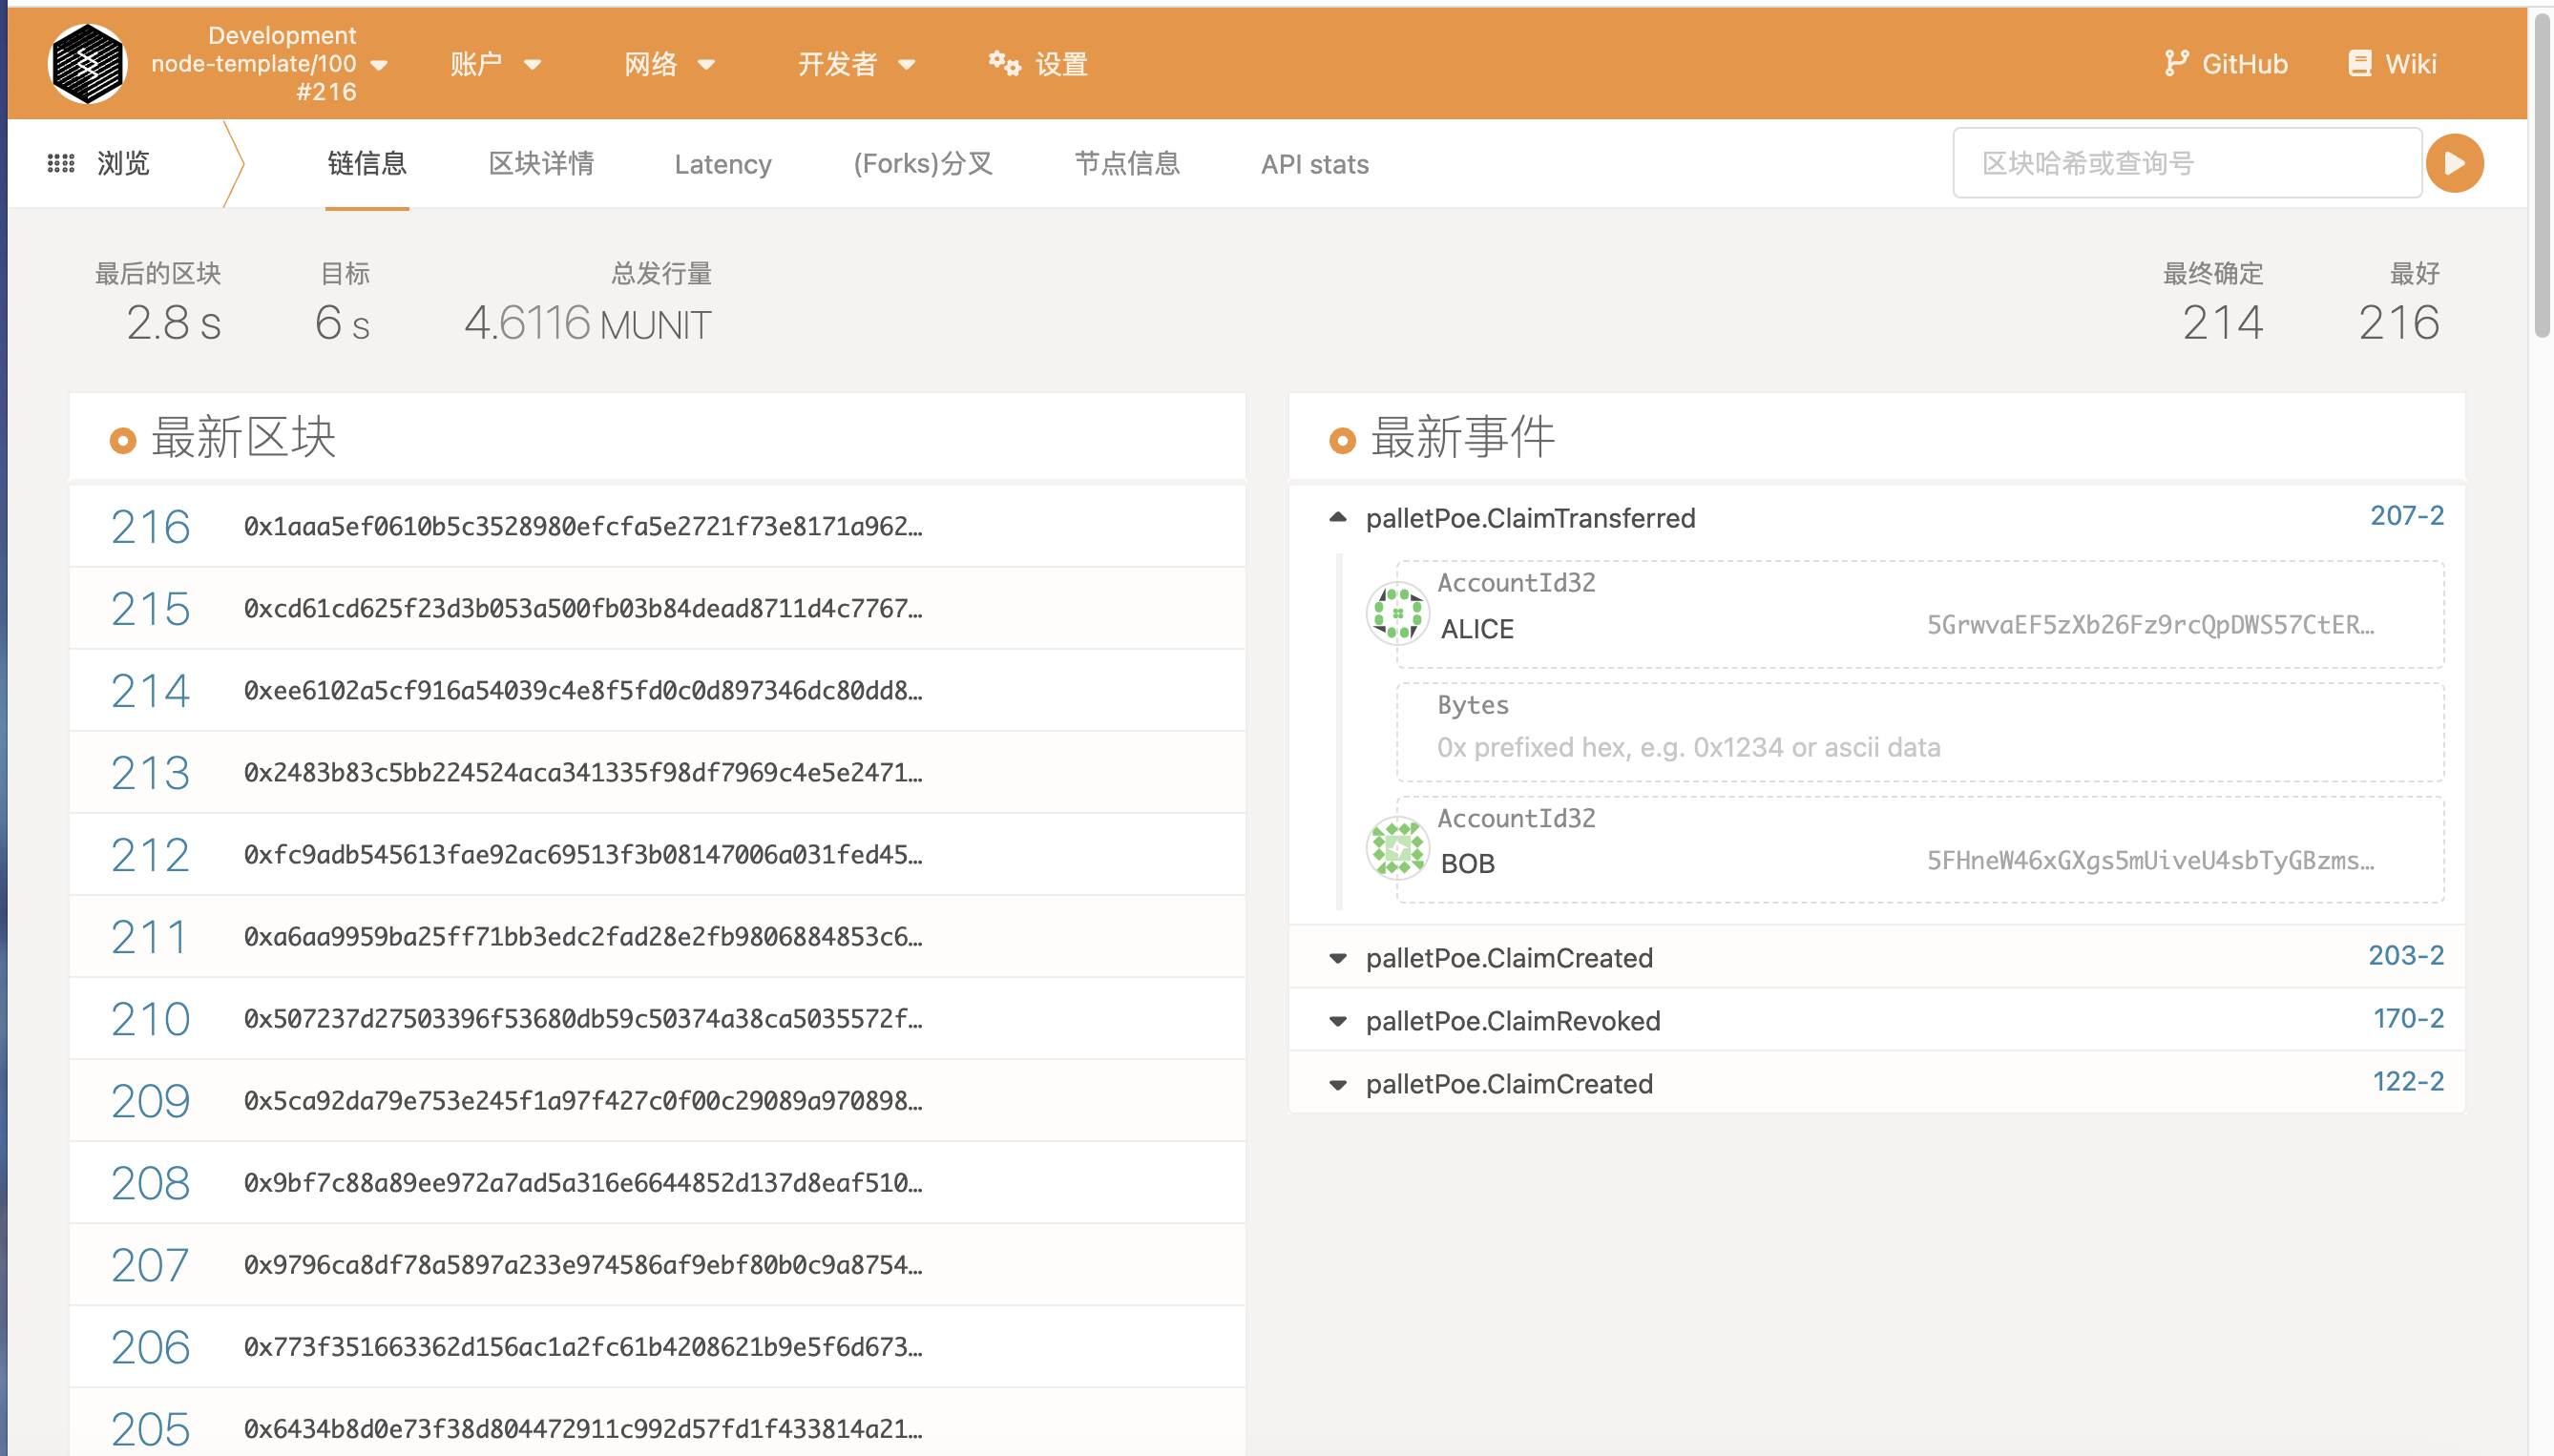 Development
node-template/100
#216
账户
网络
开发者
设置
GitHub
Wiki
浏览
链信息
区块详情
Latency
(Forks)分叉
节点信息
API stats
区块哈希或查询号
最后的区块
2.8 s
目标
6 s
总发行量
4.6116 MUNIT
最终确定
214
最好
216
最新区块
216 0x1aaa5ef0610b5c3528980efcfa5e2721f73e8171a962…
215 0xcd61cd625f23d3b053a500fb03b84dead8711d4c7767…
214 0xee6102a5cf916a54039c4e8f5fd0c0d897346dc80dd8…
213 0x2483b83c5bb224524aca341335f98df7969c4e5e2471…
212 0xfc9adb545613fae92ac69513f3b08147006a031fed45…
211 0xa6aa9959ba25ff71bb3edc2fad28e2fb9806884853c6…
210 0x507237d27503396f53680db59c50374a38ca5035572f…
209 0x5ca92da79e753e245f1a97f427c0f00c29089a970898…
208 0x9bf7c88a89ee972a7ad5a316e6644852d137d8eaf510…
207 0x9796ca8df78a5897a233e974586af9ebf80b0c9a8754…
206 0x773f351663362d156ac1a2fc61b4208621b9e5f6d673…
205 0x6434b8d0e73f38d804472911c992d57fd1f433814a21…
最新事件
palletPoe.ClaimTransferred 207-2
AccountId32
ALICE 5GrwvaEF5zXb26Fz9rcQpDWS57CtER…
Bytes
0x prefixed hex, e.g. 0x1234 or ascii data
AccountId32
BOB 5FHneW46xGXgs5mUiveU4sbTyGBzms…
palletPoe.ClaimCreated 203-2
palletPoe.ClaimRevoked 170-2
palletPoe.ClaimCreated 122-2